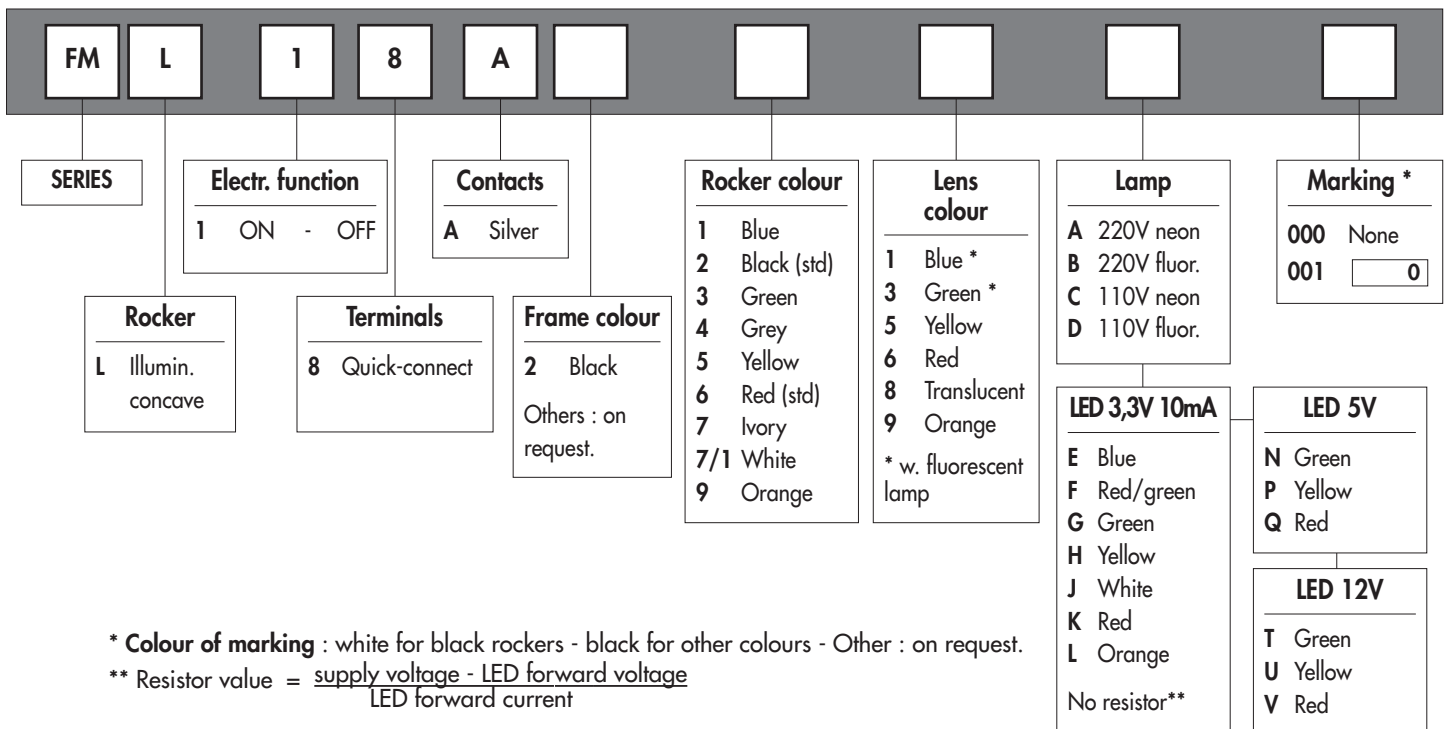 FM L 1 8 A
SERIES
Electr. function
1 ON - OFF
Contacts
A Silver
Rocker colour
1 Blue
2 Black (std)
3 Green
4 Grey
5 Yellow
6 Red (std)
7 Ivory
7/1 White
9 Orange
Lens
colour
1 Blue *
3 Green *
5 Yellow
6 Red
8 Translucent
9 Orange
* w. fluorescent
lamp
Lamp
A 220V neon
B 220V fluor.
C 110V neon
D 110V fluor.
Marking *
000 None
001 0
Rocker
L Illumin.
concave
Terminals
8 Quick-connect
Frame colour
2 Black
Others : on
request.
LED 3,3V 10mA
E Blue
F Red/green
G Green
H Yellow
J White
K Red
L Orange
No resistor**
LED 5V
N Green
P Yellow
Q Red
LED 12V
T Green
U Yellow
V Red
* Colour of marking : white for black rockers - black for other colours - Other : on request.
** Resistor value = supply voltage - LED forward voltage
LED forward current